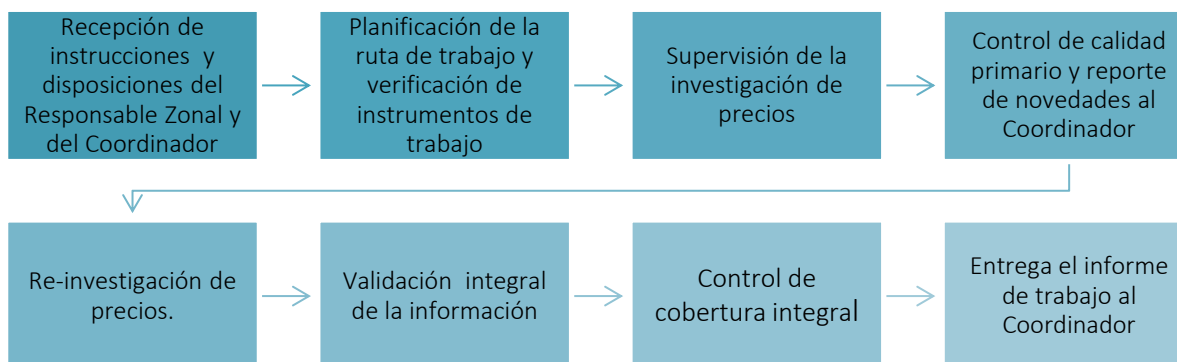 Recepción de
instrucciones y
disposiciones del
Responsable Zonal y
del Coordinador
Planificación de la
ruta de trabajo y
verificación de
instrumentos de
trabajo
Supervisión de la
investigación de
precios
Control de calidad
primario y reporte
de novedades al
Coordinador
Re-investigación de
precios.
Validación integral
de la información
Control de
cobertura integral
Entrega el informe
de trabajo al
Coordinador